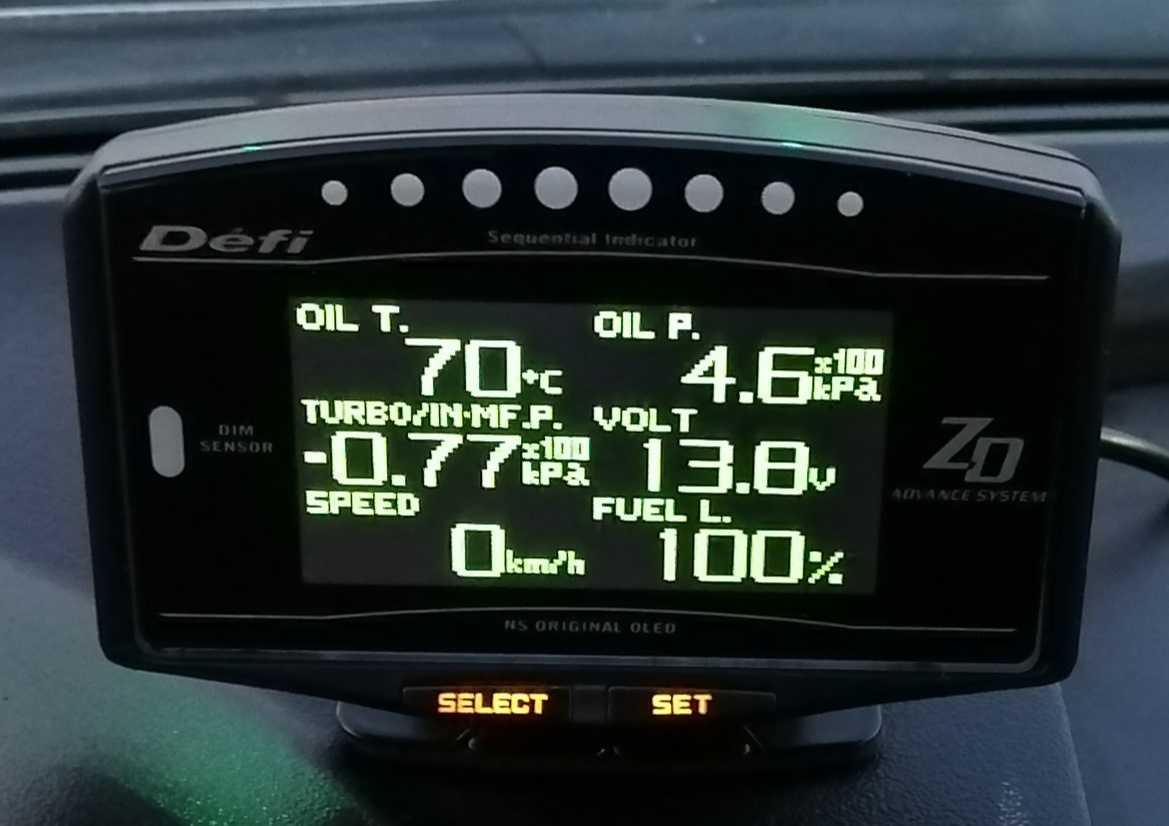 Défi
Sequential Indicator
OIL T.
70°C
OIL P.
4.6x100 kPa
TURBO/IN-MF.P.
-0.77x100 kPa
VOLT
13.8V
SPEED
0km/h
FUEL L.
100%
DIM
SENSOR
ZD
ADVANCE SYSTEM
NS ORIGINAL OLED
SELECT
SET